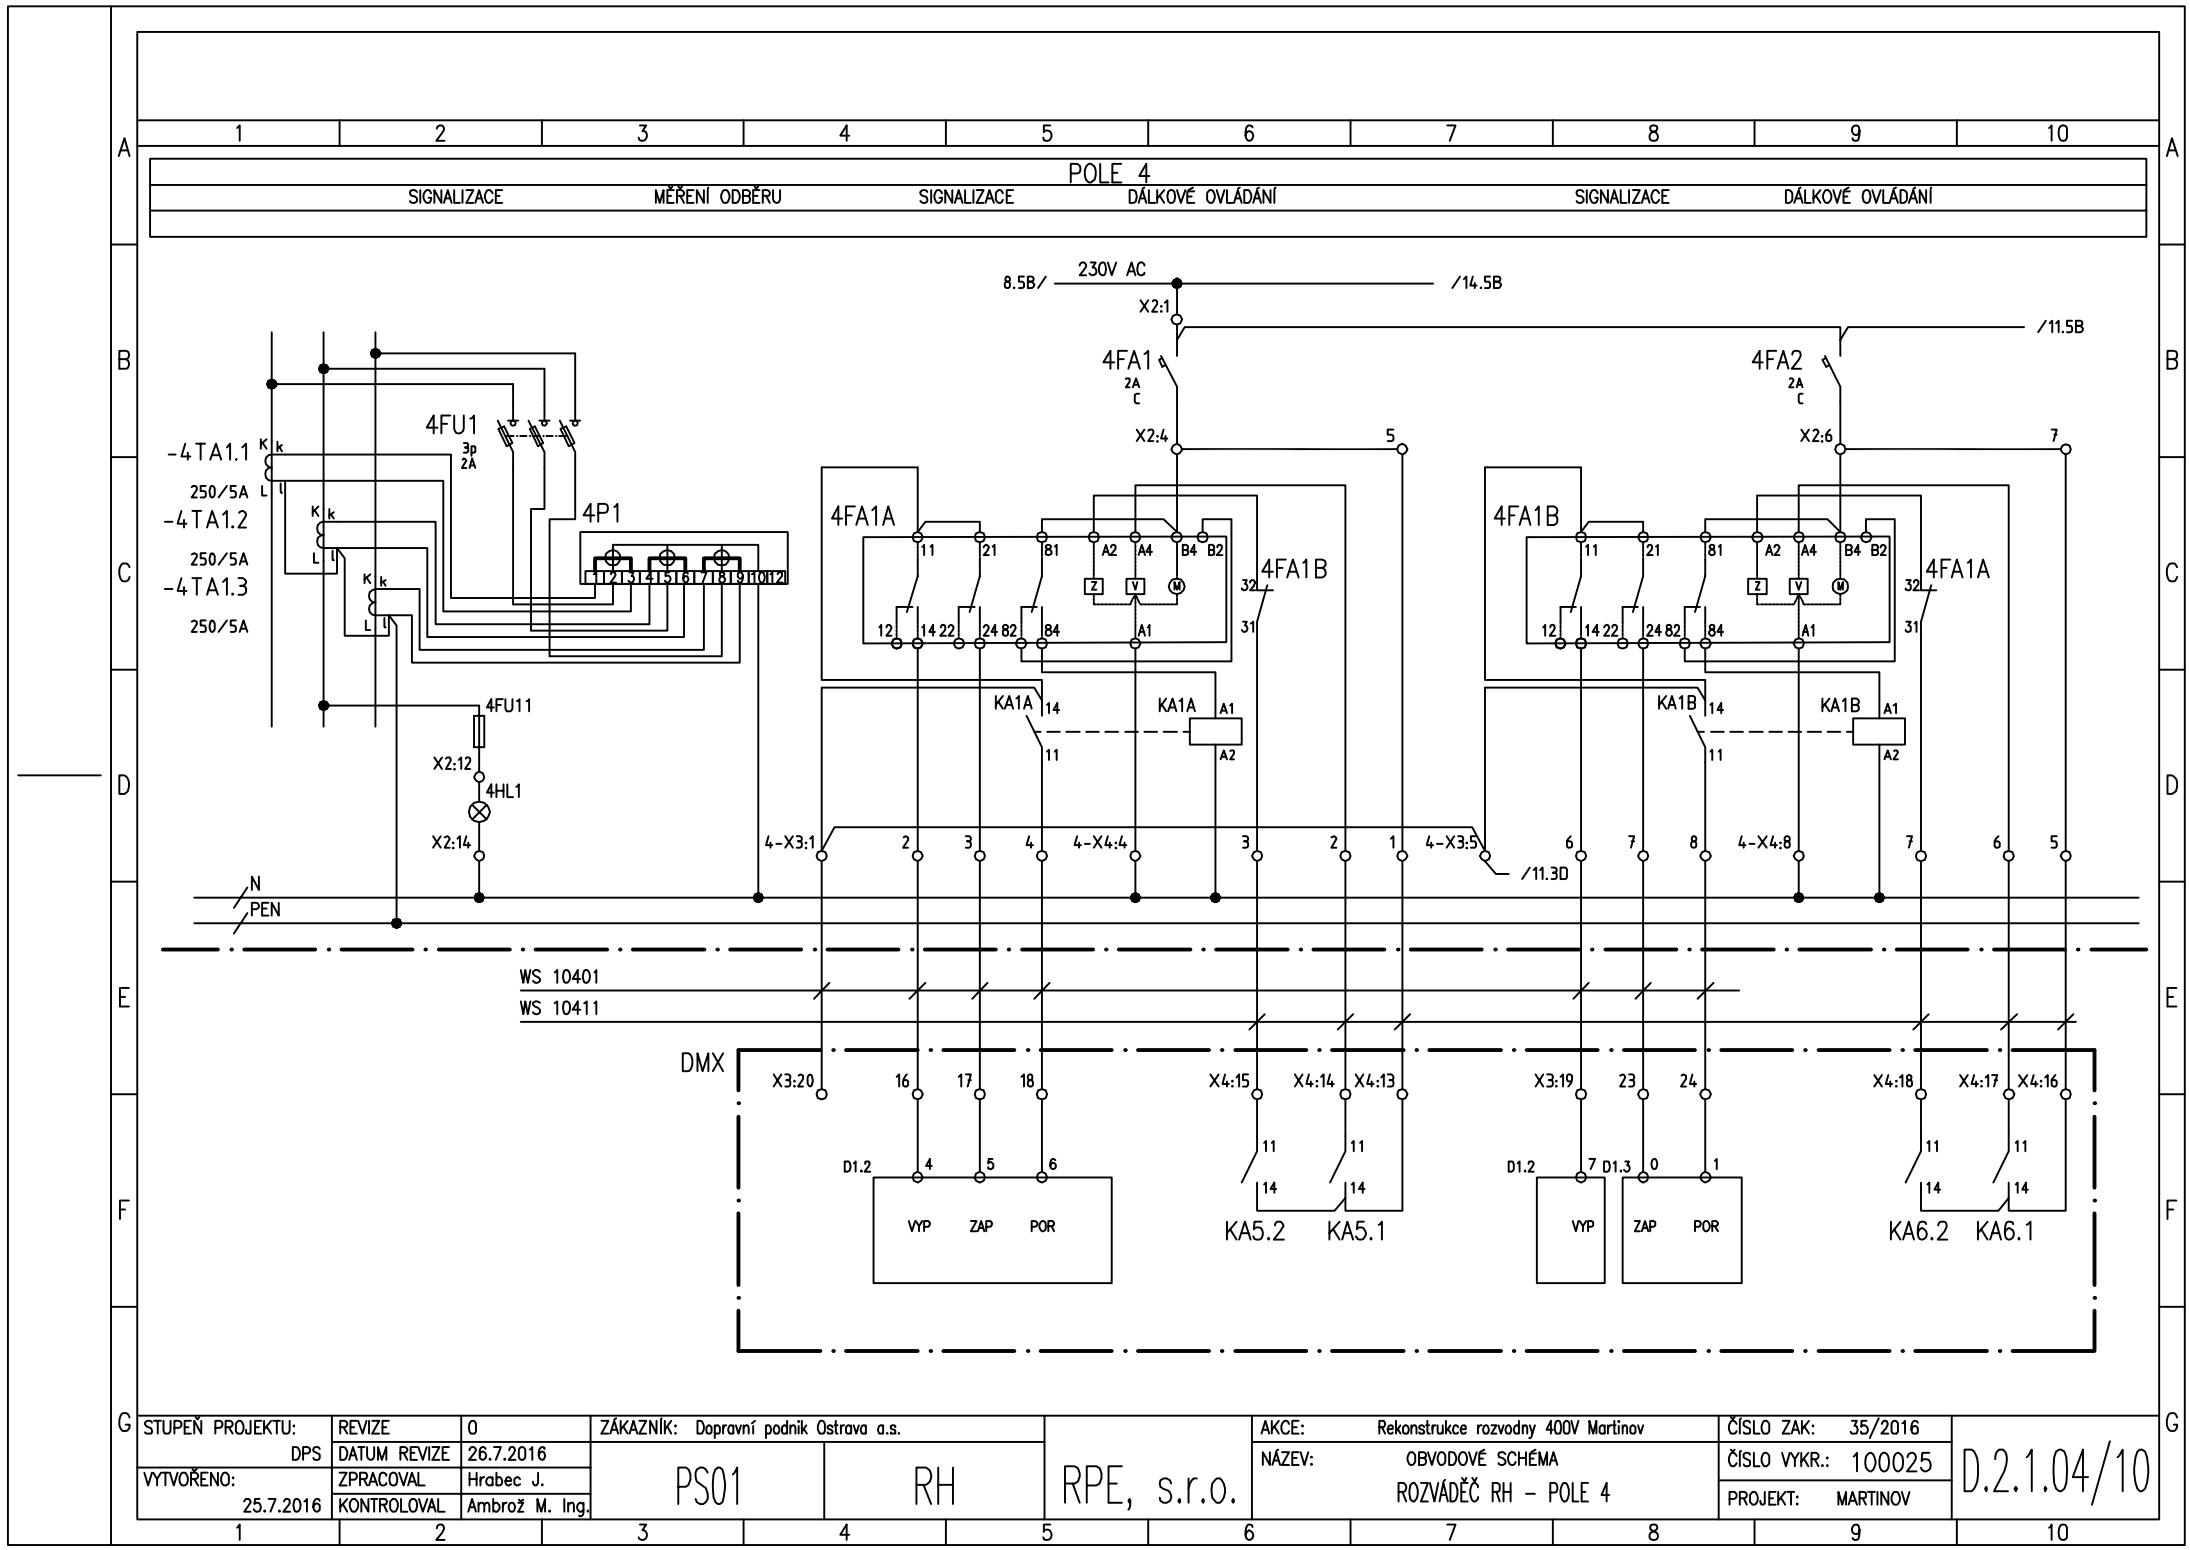 1 2 3 4 5 6 7 8 9 10
A A
POLE 4
SIGNALIZACE MĚŘENÍ ODBĚRU SIGNALIZACE DÁLKOVÉ OVLÁDÁNÍ SIGNALIZACE DÁLKOVÉ OVLÁDÁNÍ
230V AC
8.5B/ /14.5B
X2:1
/11.5B
B 4FA1 4FA2 B
2A 2A
C C
4FU1
3p
2A
X2:4 5 X2:6 7
K k
-4TA1.1
250/5A L l
K k
-4TA1.2
250/5A L l
K k
-4TA1.3
250/5A L l
4P1
1 2 3 4 5 6 7 8 9 10 12
4FA1A 4FA1B
11 21 81 A2 A4 B4 B2 11 21 81 A2 A4 B4 B2
C 4FA1B 4FA1A C
Z V M 32 Z V M 32
12 14 22 24 82 84 A1 31 12 14 22 24 82 84 A1 31
4FU11 KA1A 14 KA1A A1 KA1B 14 KA1B A1
11 A2 11 A2
X2:12
D 4HL1 D
X2:14 4-X3:1 2 3 4 4-X4:4 3 2 1 4-X3:5 6 7 8 4-X4:8 7 6 5
/11.3D
N
PEN
WS 10401
E E
WS 10411
DMX
X3:20 16 17 18 X4:15 X4:14 X4:13 X3:19 23 24 X4:18 X4:17 X4:16
11 11 11 11
D1.2 4 5 6 D1.2 7 D1.3 0 1
14 14 14 14
F F
VYP ZAP POR VYP ZAP POR
KA5.2 KA5.1 KA6.2 KA6.1
G G
STUPEŇ PROJEKTU: REVIZE 0 ZÁKAZNÍK: Dopravní podnik Ostrava a.s. AKCE: Rekonstrukce rozvodny 400V Martinov ČÍSLO ZAK: 35/2016
DPS DATUM REVIZE 26.7.2016 NÁZEV: OBVODOVÉ SCHÉMA ČÍSLO VYKR.: 100025
VYTVOŘENO: ZPRACOVAL Hrabec J. PS01 RH RPE, s.r.o. ROZVÁDĚČ RH - POLE 4 D.2.1.04/10
25.7.2016 KONTROLOVAL Ambrož M. Ing. PROJEKT: MARTINOV
1 2 3 4 5 6 7 8 9 10